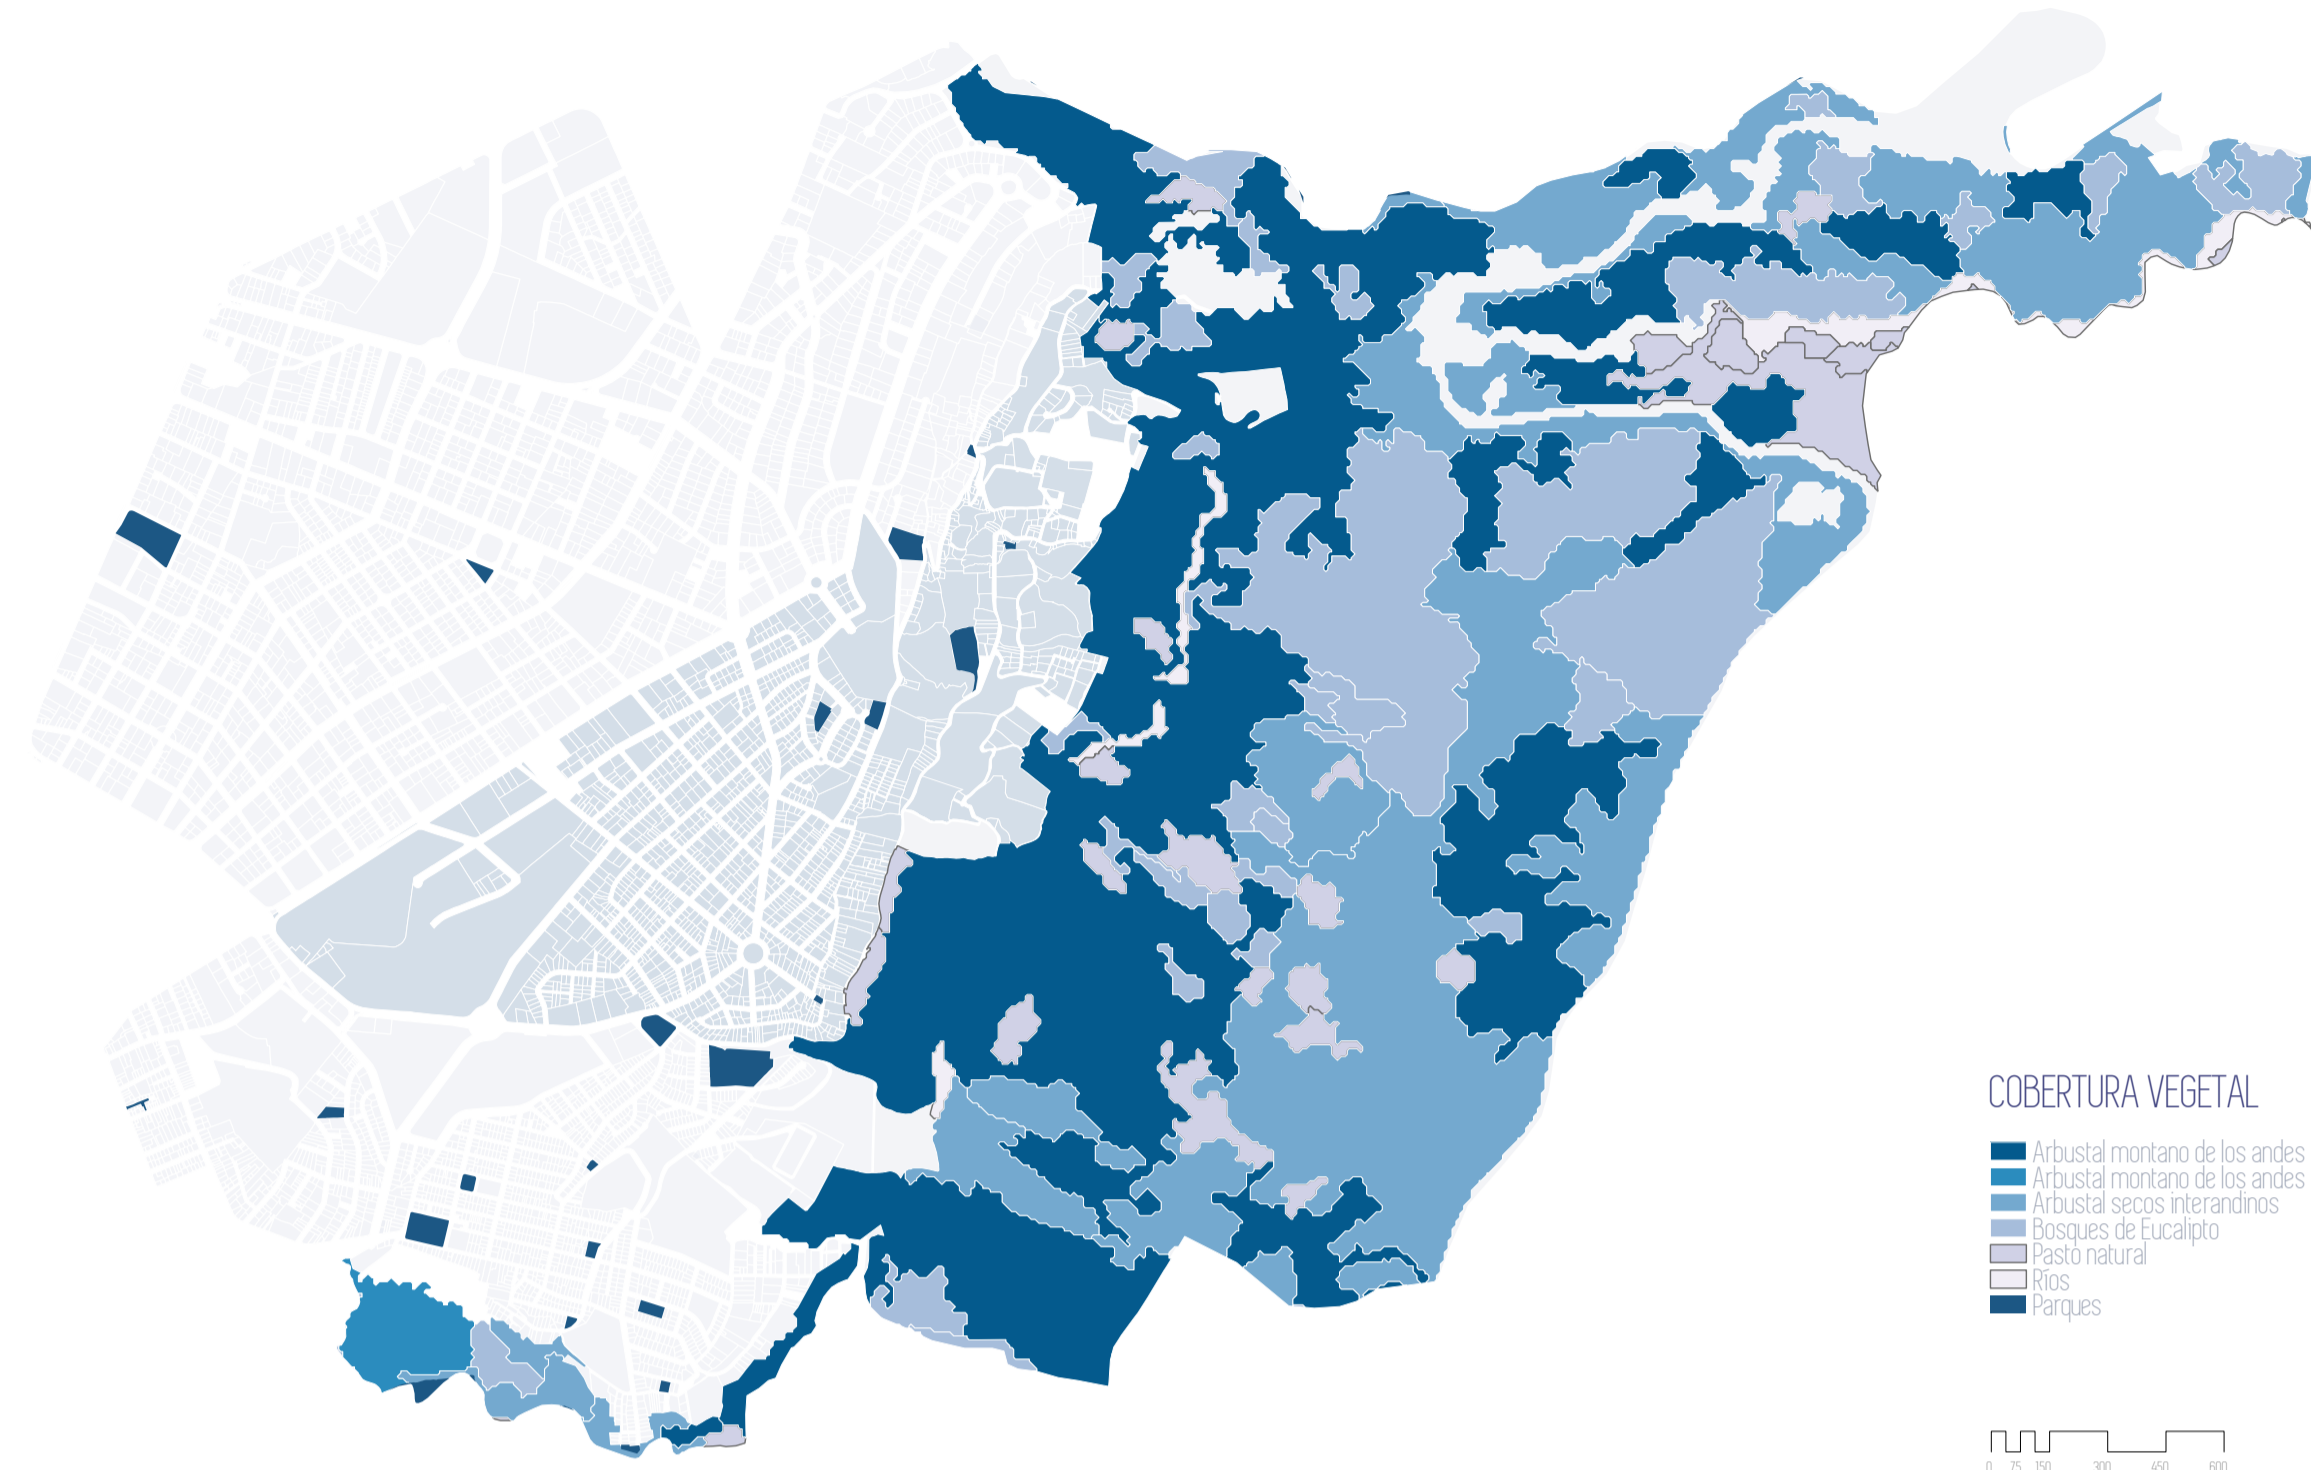 COBERTURA VEGETAL
Arbustal montano de los andes
Arbustal montano de los andes
Arbustal secos interandinos
Bosques de Eucalipto
Pasto natural
Ríos
Parques
0 75 150 300 450 600